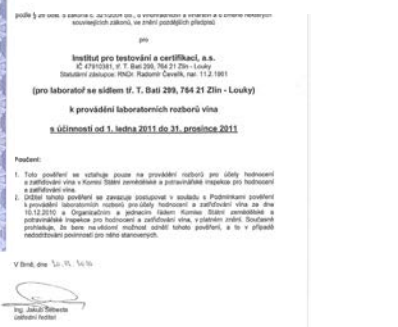 podle § 26 odst. 5 zákona č. 321/2004 Sb., o vinohradnictví a vinařství a o změně některých
souvisejících zákonů, ve znění pozdějších předpisů
pro
Institut pro testování a certifikaci, a.s.
IČ 47910381, tř. T. Bati 299, 764 21 Zlín - Louky
Statutární zástupce: RNDr. Radomír Čevelík, nar. 11.2.1961
(pro laboratoř se sídlem tř. T. Bati 299, 764 21 Zlín - Louky)
k provádění laboratorních rozborů vína
s účinností od 1. ledna 2011 do 31. prosince 2011
Poučení:
1. Toto pověření se vztahuje pouze na provádění rozborů pro účely hodnocení
a zatřiďování vína v Komisi Státní zemědělské a potravinářské inspekce pro hodnocení
a zatřiďování vína.
2. Držitel tohoto pověření se zavazuje postupovat v souladu s Podmínkami pověření
k provádění laboratorních rozborů pro účely hodnocení a zatřiďování vína ze dne
10.12.2010 a Organizačním a jednacím řádem Komise Státní zemědělské a
potravinářské inspekce pro hodnocení a zatřiďování vína, v platném znění. Současně
prohlašuje, že bere na vědomí možnost odnětí tohoto pověření, a to v případě
nedodržování povinností pro něho stanovených.
V Brně, dne
Ing. Jakub Šebesta
ústřední ředitel